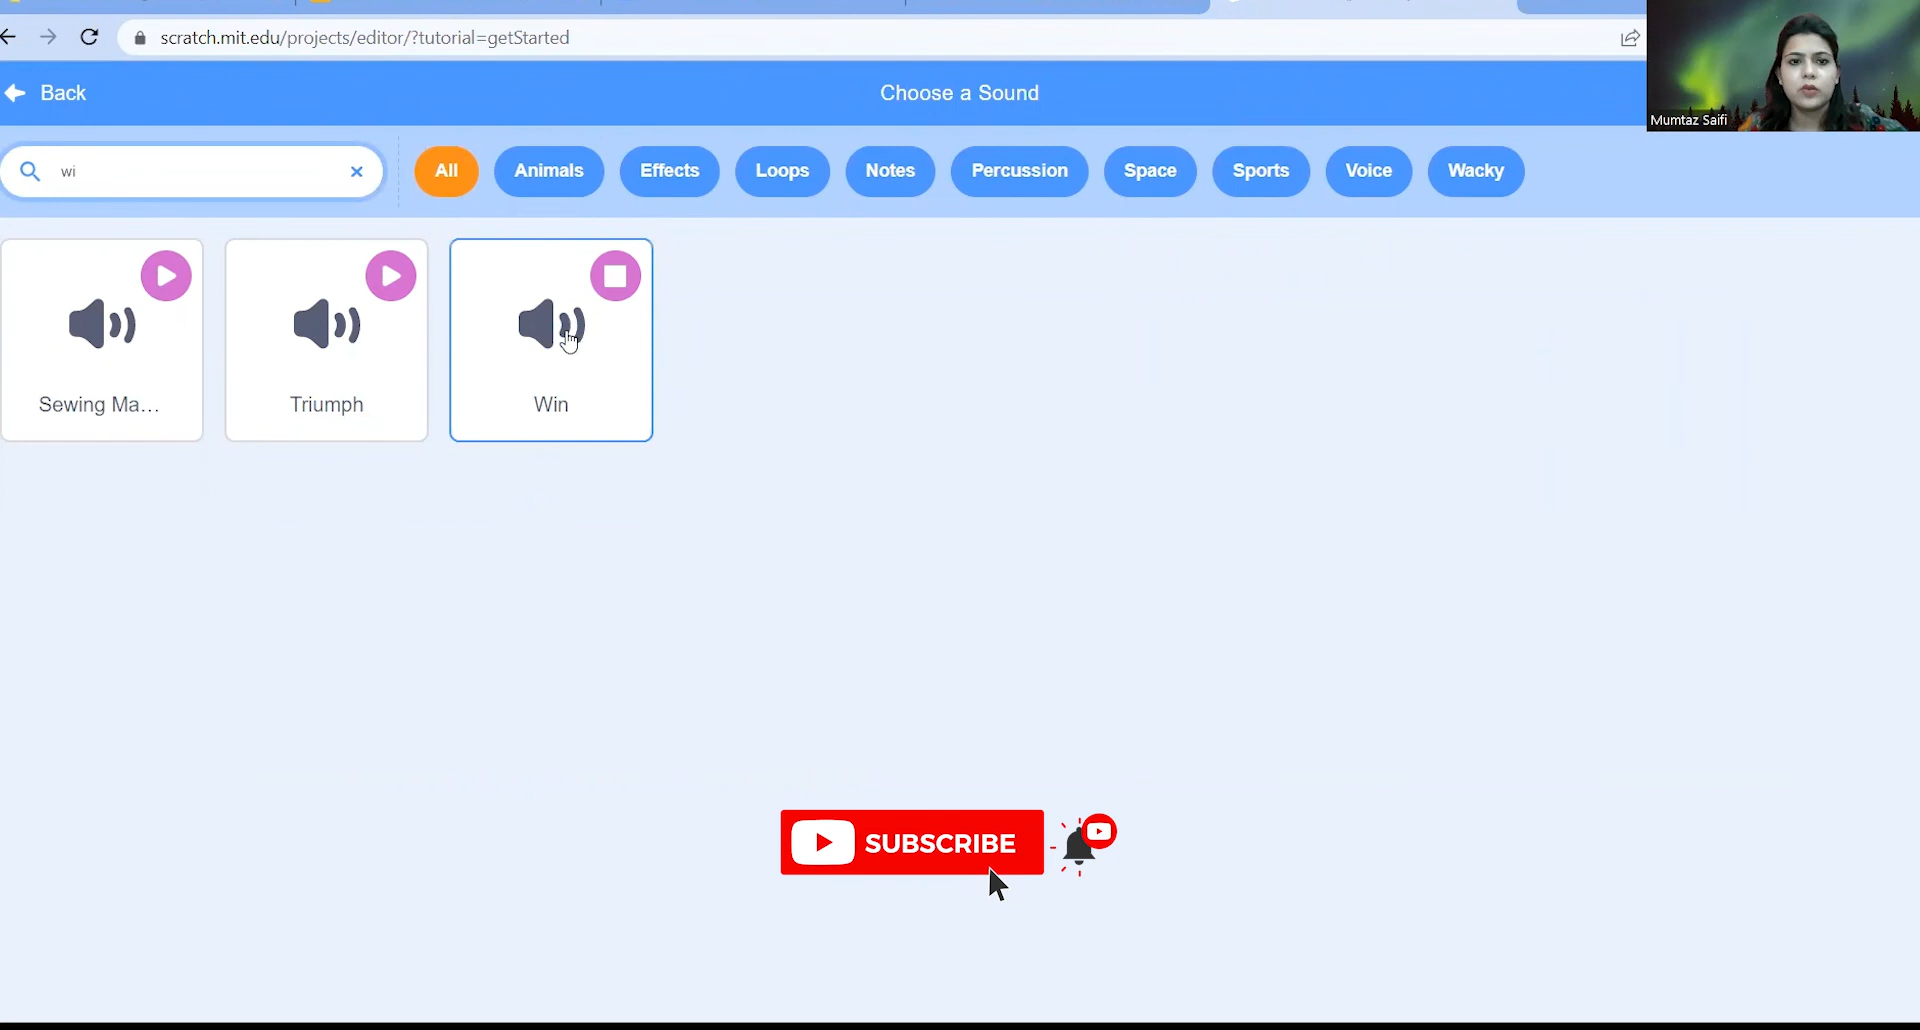 scratch.mit.edu/projects/editor/?tutorial=getStarted
Back
Choose a Sound
Mumtaz Saifi
wi
All
Animals
Effects
Loops
Notes
Percussion
Space
Sports
Voice
Wacky
Sewing Ma...
Triumph
Win
SUBSCRIBE